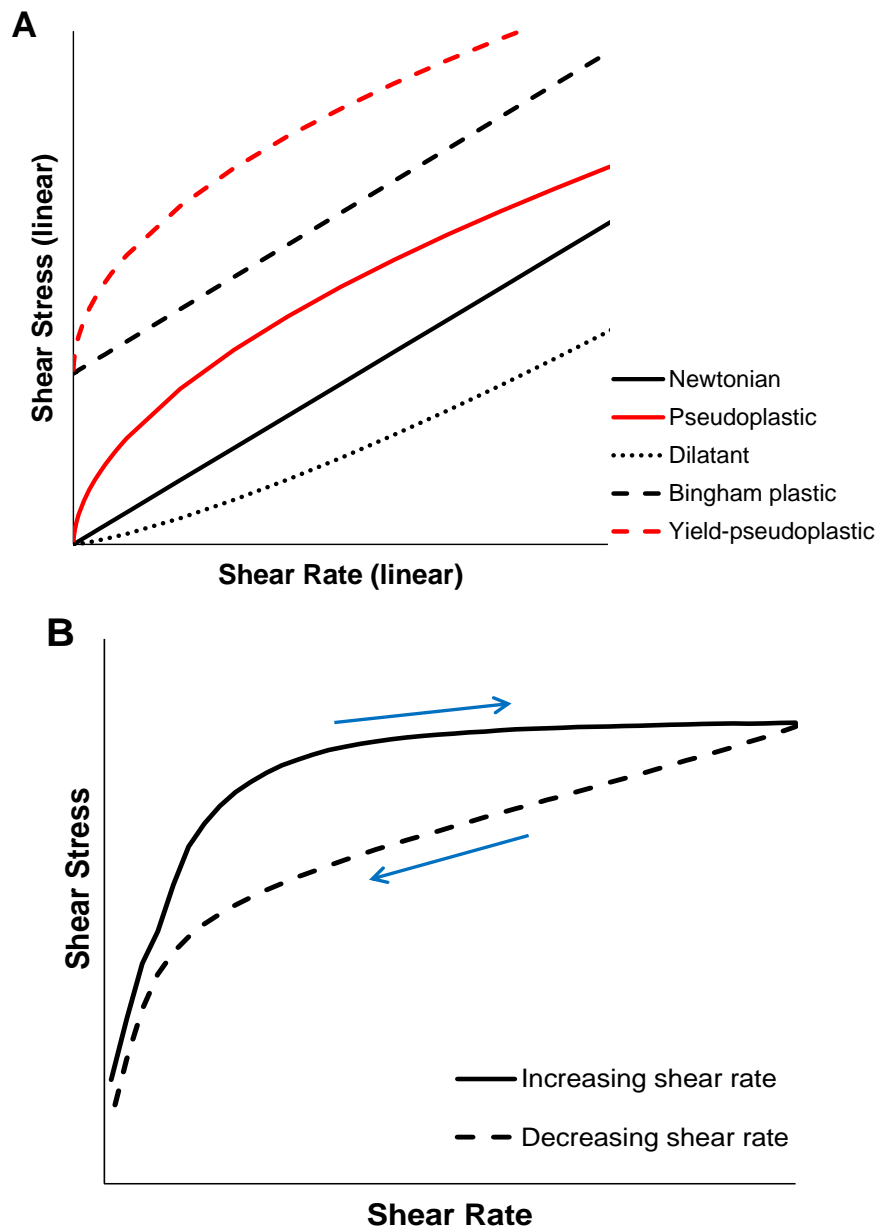 A
Shear Stress (linear)
Newtonian
Pseudoplastic
Dilatant
Bingham plastic
Yield-pseudoplastic
Shear Rate (linear)
B
Shear Stress
Increasing shear rate
Decreasing shear rate
Shear Rate